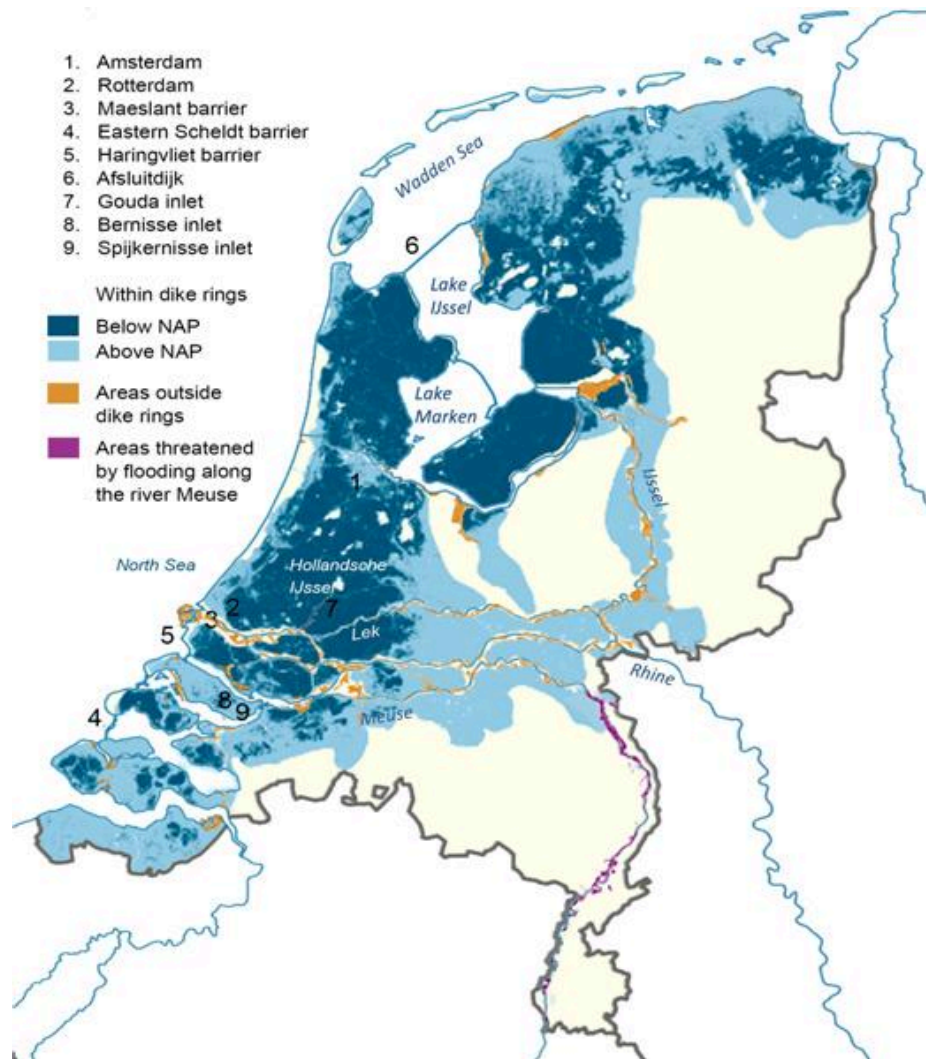 1. Amsterdam
2. Rotterdam
3. Maeslant barrier
4. Eastern Scheldt barrier
5. Haringvliet barrier
6. Afsluitdijk
7. Gouda inlet
8. Bernisse inlet
9. Spijkernisse inlet
Within dike rings
Below NAP
Above NAP
Areas outside
dike rings
Areas threatened
by flooding along
the river Meuse
Wadden Sea
6
Lake
IJssel
Lake
Marken
1
IJssel
North Sea
Hollandsche
IJssel
2
7
3
Lek
5
Rhine
8
9
4
Meuse